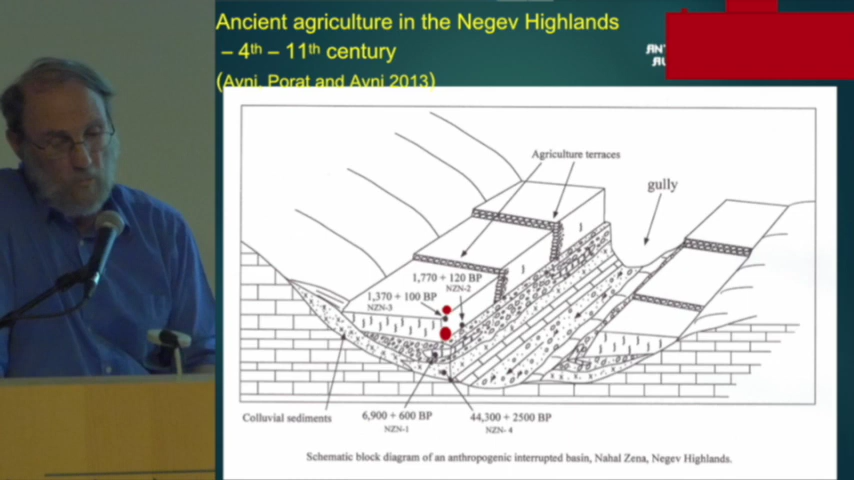 Ancient agriculture in the Negev Highlands
– 4th – 11th century
(Avni, Porat and Avni 2013)
Agriculture terraces
gully
1,770 + 120 BP
NZN-2
1,370 + 100 BP
NZN-3
Colluvial sediments
6,900 + 600 BP
NZN-1
44,300 + 2500 BP
NZN- 4
Schematic block diagram of an anthropogenic interrupted basin, Nahal Zena, Negev Highlands.